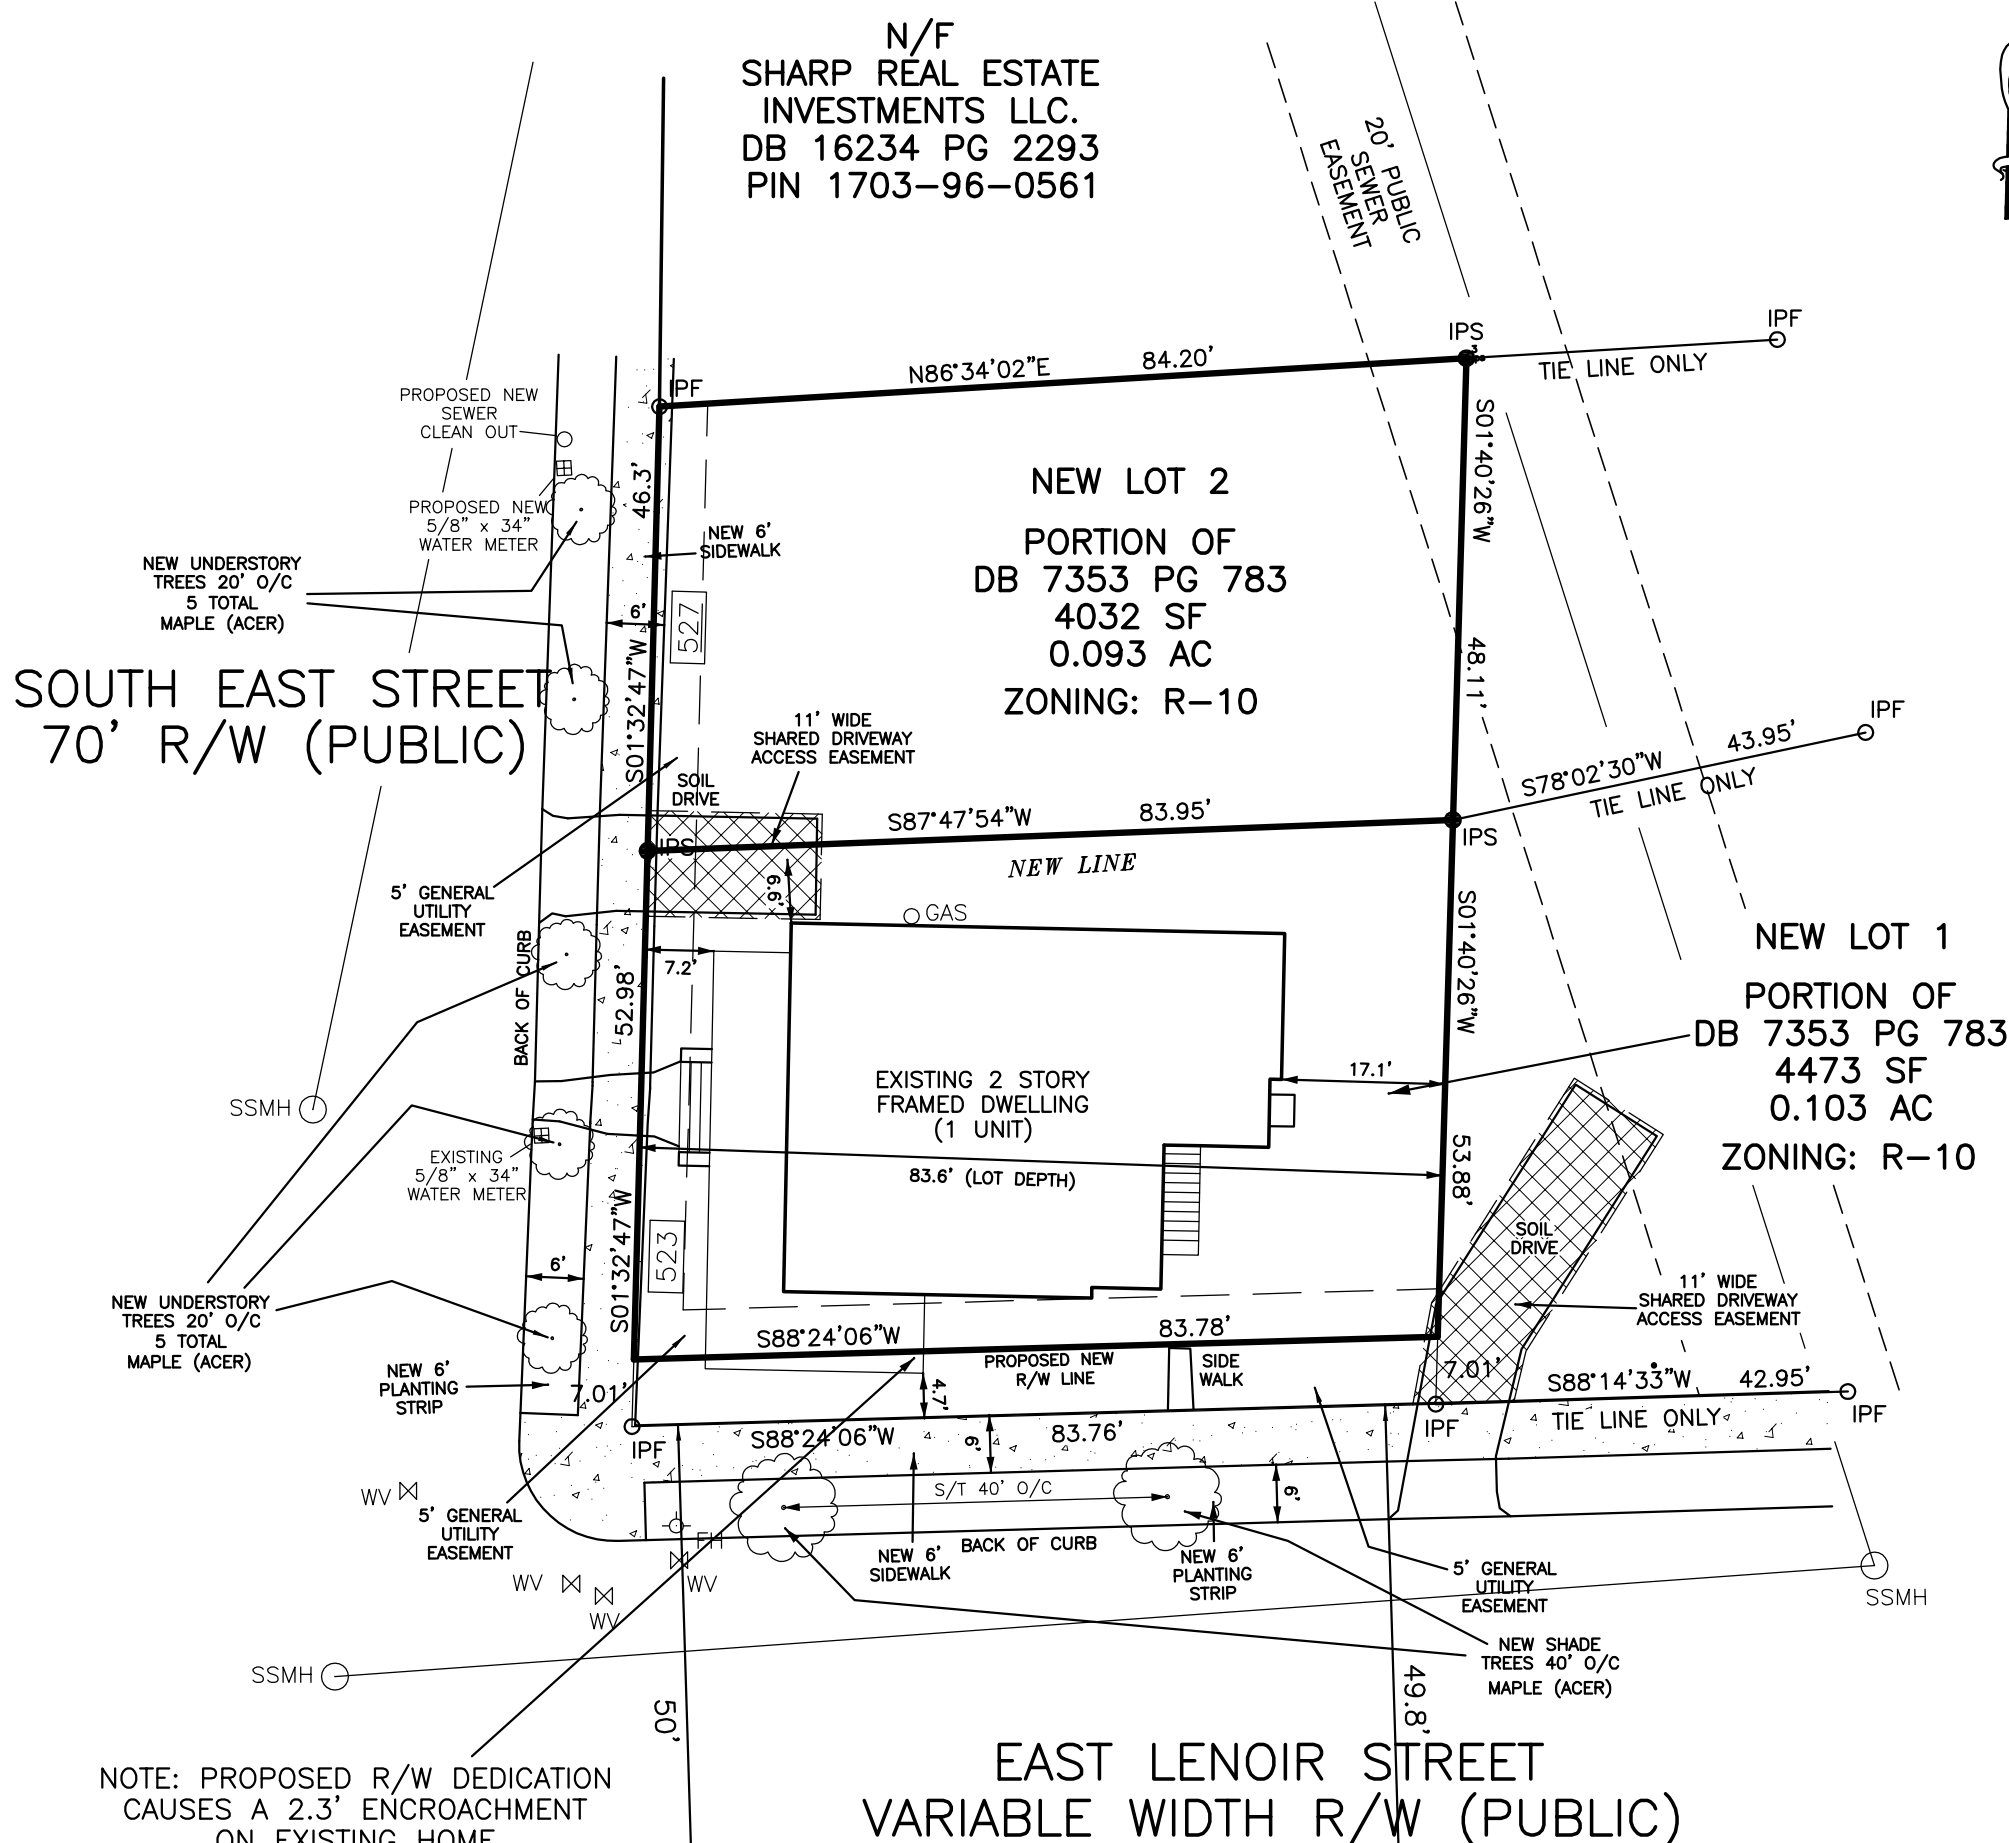 N/F
SHARP REAL ESTATE
INVESTMENTS LLC.
DB 16234 PG 2293
PIN 1703-96-0561
20' PUBLIC
SEWER
EASEMENT
IPS
IPF
TIE LINE ONLY
N86°34'02"E 84.20'
IPF
PROPOSED NEW
SEWER
CLEAN OUT
PROPOSED NEW
5/8" x 34"
WATER METER
46.3'
S01°40'26"W
NEW LOT 2
PORTION OF
DB 7353 PG 783
4032 SF
0.093 AC
ZONING: R-10
NEW 6'
SIDEWALK
NEW UNDERSTORY
TREES 20' O/C
5 TOTAL
MAPLE (ACER)
6'
527
S01°32'47"W
48.11'
SOUTH EAST STREET
70' R/W (PUBLIC)
11' WIDE
SHARED DRIVEWAY
ACCESS EASEMENT
SOIL
DRIVE
IPF
S78°02'30"W 43.95'
TIE LINE ONLY
S87°47'54"W 83.95'
IPS
IPS
NEW LINE
6.6'
5' GENERAL
UTILITY
EASEMENT
GAS
S01°40'26"W
NEW LOT 1
PORTION OF
DB 7353 PG 783
4473 SF
0.103 AC
ZONING: R-10
BACK OF CURB
7.2'
52.98'
EXISTING 2 STORY
FRAMED DWELLING
(1 UNIT)
17.1'
SSMH
EXISTING
5/8" x 34"
WATER METER
83.6' (LOT DEPTH)
53.88'
S01°32'47"W
523
SOIL
DRIVE
6'
NEW UNDERSTORY
TREES 20' O/C
5 TOTAL
MAPLE (ACER)
11' WIDE
SHARED DRIVEWAY
ACCESS EASEMENT
S88°24'06"W 83.78'
PROPOSED NEW
R/W LINE
SIDE
WALK
NEW 6'
PLANTING
STRIP
7.01'
4.7'
7.01'
S88°14'33"W 42.95'
TIE LINE ONLY
IPF
IPF
IPF
S88°24'06"W 83.76'
6'
S/T 40' O/C
6'
WV
5' GENERAL
UTILITY
EASEMENT
FH
BACK OF CURB
NEW 6'
SIDEWALK
NEW 6'
PLANTING
STRIP
5' GENERAL
UTILITY
EASEMENT
WV
WV
WV
SSMH
SSMH
NEW SHADE
TREES 40' O/C
MAPLE (ACER)
50'
49.8'
NOTE: PROPOSED R/W DEDICATION
CAUSES A 2.3' ENCROACHMENT
ON EXISTING HOME
EAST LENOIR STREET
VARIABLE WIDTH R/W (PUBLIC)